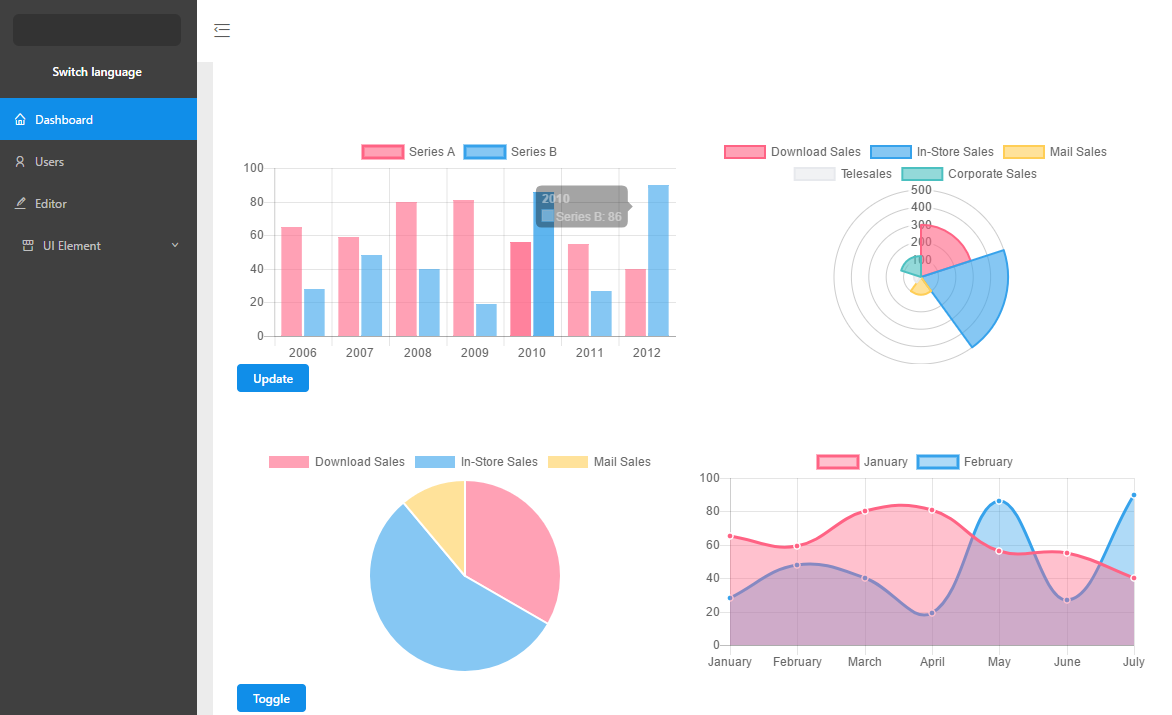 Switch language
Dashboard
Users
Editor
UI Element
Series A Series B
100
80
60
40
20
0
2010
Series B: 86
2006 2007 2008 2009 2010 2011 2012
Update
Download Sales In-Store Sales Mail Sales
Telesales Corporate Sales
500
400
300
200
100
Download Sales In-Store Sales Mail Sales
Toggle
January February
100
80
60
40
20
0
January February March April May June July